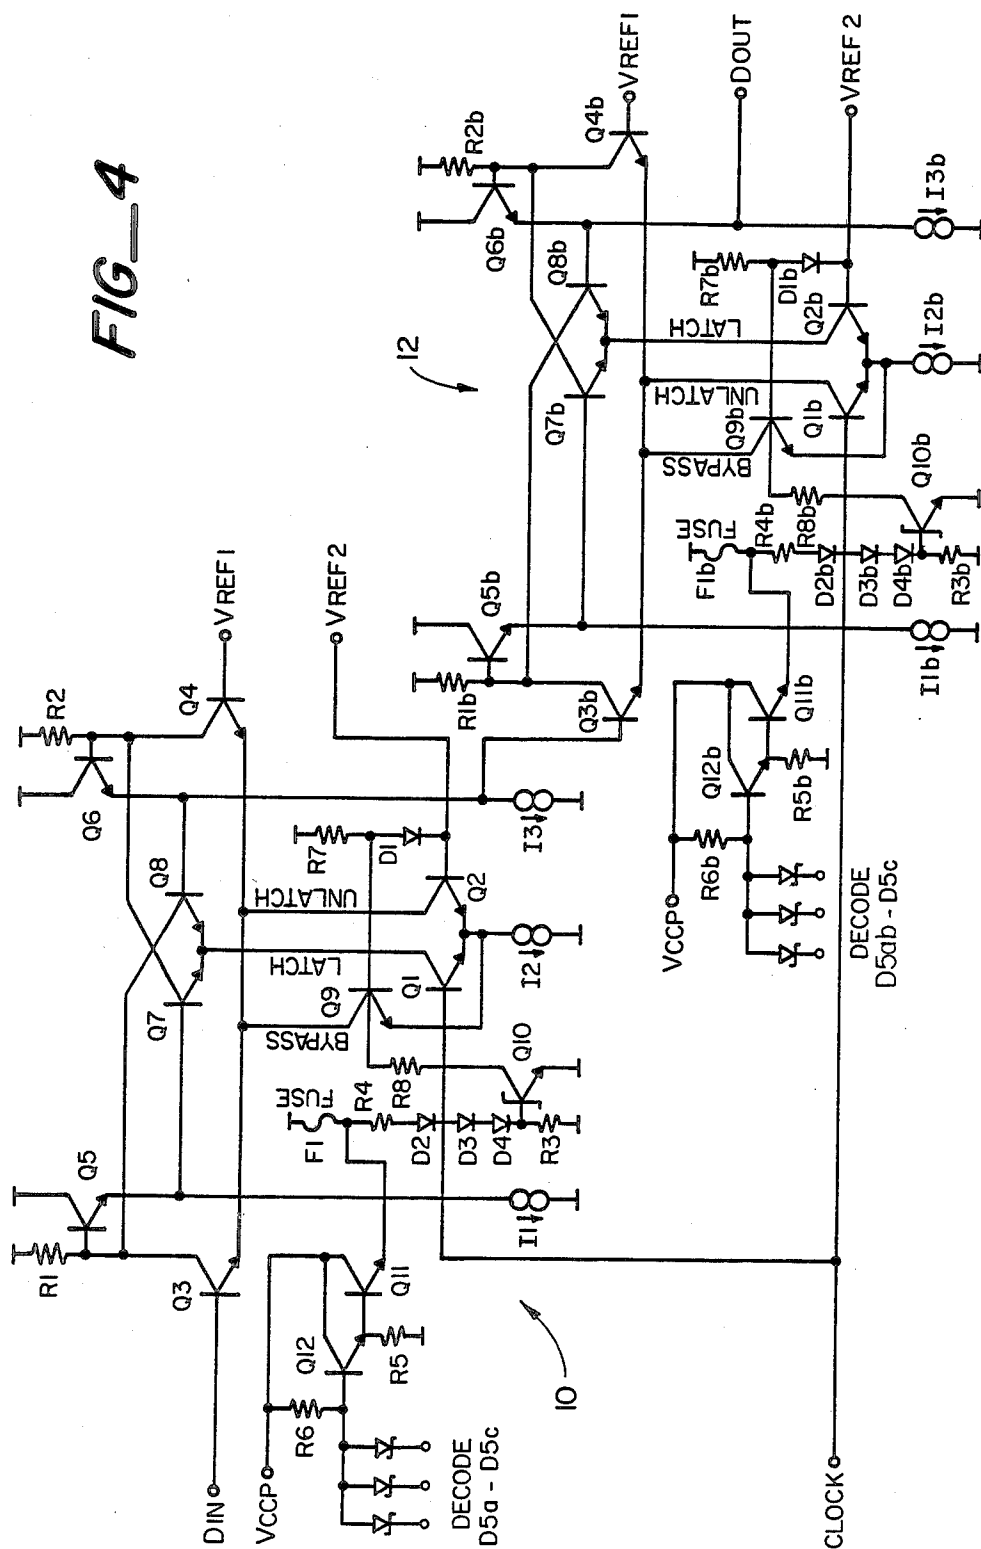 FIG_4
R1
Q5
Q3
DIN
Q7
Q8
Q6
R2
Q4
VREF1
VREF2
UNLATCH
LATCH
BYPASS
R7
D1
Q9
Q1
Q2
I1
I2
I3
R8
Q10
FUSE
F1
R4
D2
D3
D4
R3
VCCP
R6
Q12
Q11
R5
DECODE
D5a - D5c
10
CLOCK
12
R1b
Q5b
Q3b
Q7b
Q8b
Q6b
R2b
Q4b
VREF1
DOUT
VREF2
LATCH
UNLATCH
BYPASS
R7b
D1b
Q9b
Q1b
Q2b
I1b
I2b
I3b
R8b
Q10b
FUSE
F1b
R4b
D2b
D3b
D4b
R3b
VCCP
R6b
Q12b
Q11b
R5b
DECODE
D5ab - D5c